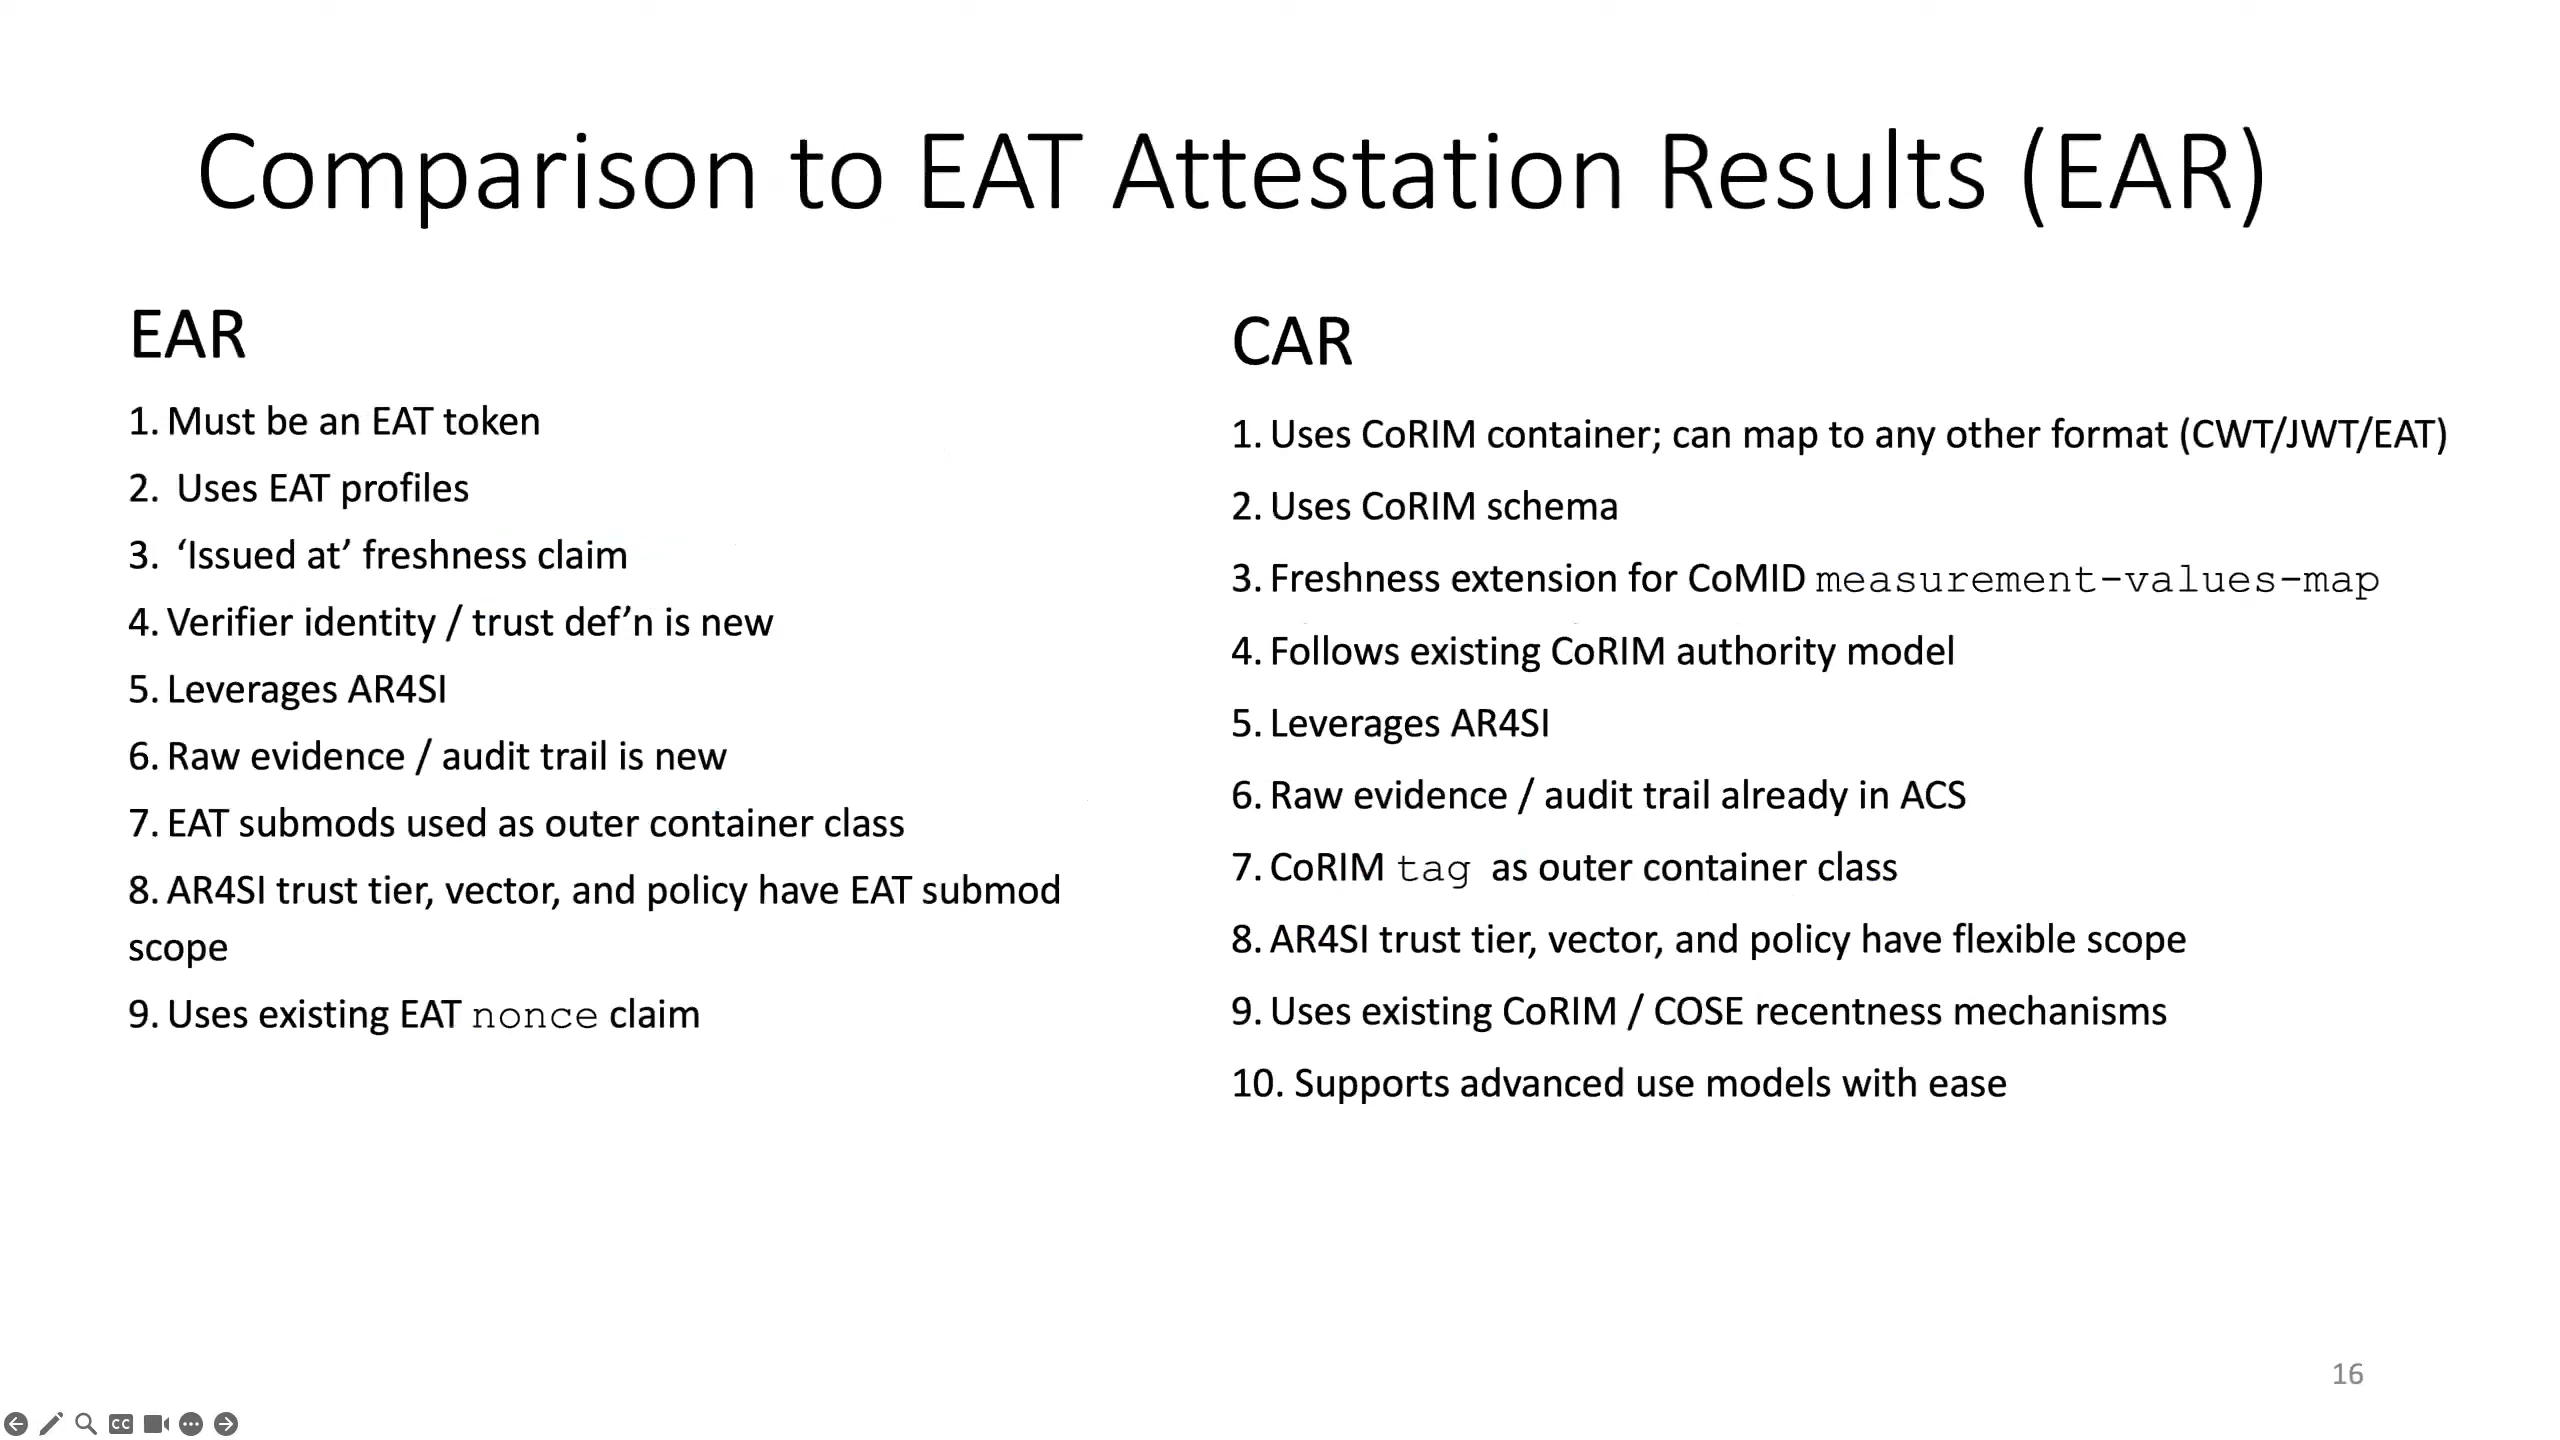 Comparison to EAT Attestation Results (EAR)
EAR
1. Must be an EAT token
2. Uses EAT profiles
3. ‘Issued at’ freshness claim
4. Verifier identity / trust def’n is new
5. Leverages AR4SI
6. Raw evidence / audit trail is new
7. EAT submods used as outer container class
8. AR4SI trust tier, vector, and policy have EAT submod
scope
9. Uses existing EAT nonce claim
CAR
1. Uses CoRIM container; can map to any other format (CWT/JWT/EAT)
2. Uses CoRIM schema
3. Freshness extension for CoMID measurement-values-map
4. Follows existing CoRIM authority model
5. Leverages AR4SI
6. Raw evidence / audit trail already in ACS
7. CoRIM tag as outer container class
8. AR4SI trust tier, vector, and policy have flexible scope
9. Uses existing CoRIM / COSE recentness mechanisms
10. Supports advanced use models with ease
16
CC